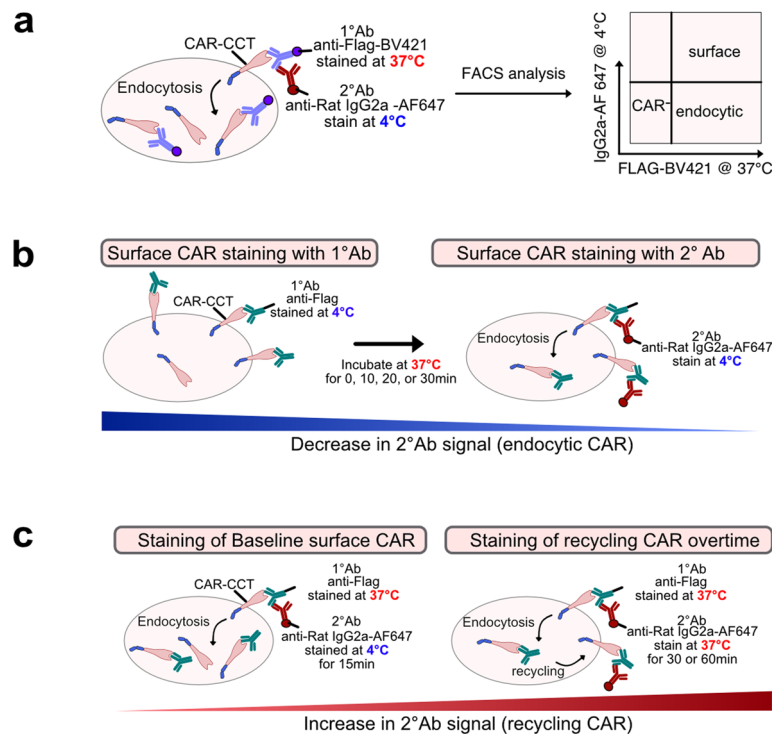 a
CAR-CCT
1°Ab
anti-Flag-BV421
stained at 37°C
Endocytosis
2°Ab
anti-Rat IgG2a -AF647
stain at 4°C
FACS analysis
IgG2a-AF 647 @ 4°C
surface
CAR-
endocytic
FLAG-BV421 @ 37°C
b
Surface CAR staining with 1°Ab
Surface CAR staining with 2° Ab
CAR-CCT
1°Ab
anti-Flag
stained at 4°C
Incubate at 37°C
for 0, 10, 20, or 30min
Endocytosis
2°Ab
anti-Rat IgG2a-AF647
stain at 4°C
Decrease in 2°Ab signal (endocytic CAR)
c
Staining of Baseline surface CAR
Staining of recycling CAR overtime
CAR-CCT
1°Ab
anti-Flag
stained at 37°C
Endocytosis
2°Ab
anti-Rat IgG2a-AF647
stained at 4°C
for 15min
1°Ab
anti-Flag
stained at 37°C
Endocytosis
2°Ab
anti-Rat IgG2a-AF647
stain at 37°C
for 30 or 60min
recycling
Increase in 2°Ab signal (recycling CAR)